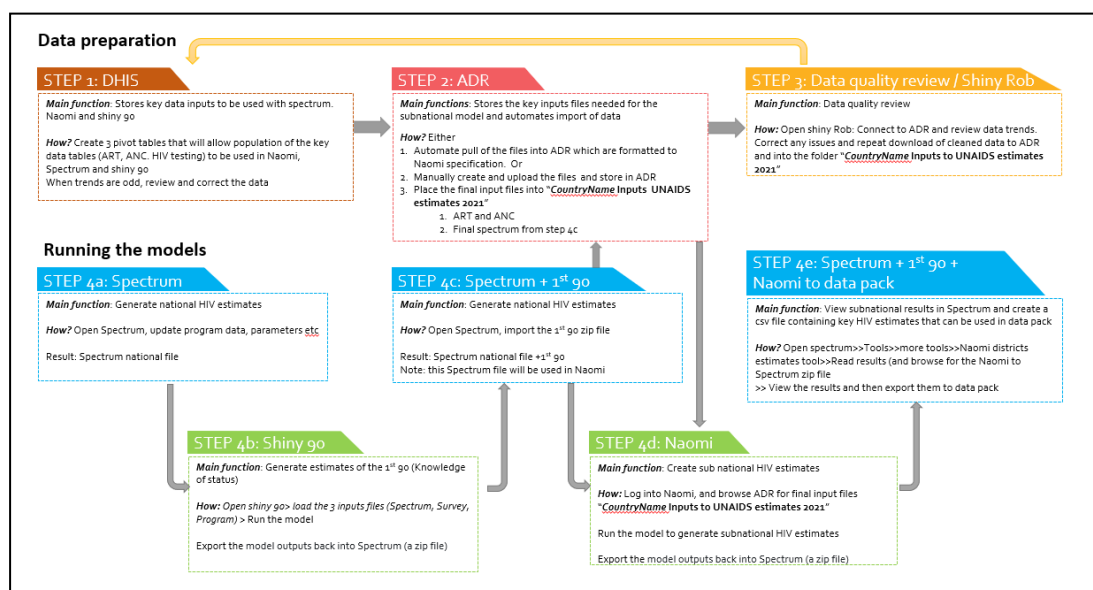 Data preparation
STEP 1: DHIS
Main function: Stores key data inputs to be used with spectrum.
Naomi and shiny 90
How? Create 3 pivot tables that will allow population of the key
data tables (ART, ANC. HIV testing) to be used in Naomi,
Spectrum and shiny 90
When trends are odd, review and correct the data
STEP 2: ADR
Main functions: Stores the key inputs files needed for the
subnational model and automates import of data
How? Either
1. Automate pull of the files into ADR which are formatted to
Naomi specification. Or
2. Manually create and upload the files and store in ADR
3. Place the final input files into "CountryName Inputs UNAIDS
estimates 2021"
1. ART and ANC
2. Final spectrum from step 4c
STEP 3: Data quality review / Shiny Rob
Main function: Data quality review
How: Open shiny Rob: Connect to ADR and review data trends.
Correct any issues and repeat download of cleaned data to ADR
and into the folder "CountryName Inputs to UNAIDS estimates
2021"
Running the models
STEP 4a: Spectrum
Main function: Generate national HIV estimates
How? Open Spectrum, update program data, parameters etc
Result: Spectrum national file
STEP 4b: Shiny 90
Main function: Generate estimates of the 1st 90 (Knowledge
of status)
How: Open shiny 90> load the 3 inputs files (Spectrum, Survey,
Program) > Run the model
Export the model outputs back into Spectrum (a zip file)
STEP 4c: Spectrum + 1st 90
Main function: Generate national HIV estimates
How? Open Spectrum, import the 1st 90 zip file
Result: Spectrum national file +1st 90
Note: this Spectrum file will be used in Naomi
STEP 4d: Naomi
Main function: Create sub national HIV estimates
How: Log into Naomi, and browse ADR for final input files
"CountryName Inputs to UNAIDS estimates 2021"
Run the model to generate subnational HIV estimates
Export the model outputs back into Spectrum (a zip file)
STEP 4e: Spectrum + 1st 90 +
Naomi to data pack
Main function: View subnational results in Spectrum and create a
csv file containing key HIV estimates that can be used in data pack
How? Open spectrum>>Tools>>more tools>>Naomi districts
estimates tool>>Read results (and browse for the Naomi to
Spectrum zip file
>> View the results and then export them to data pack